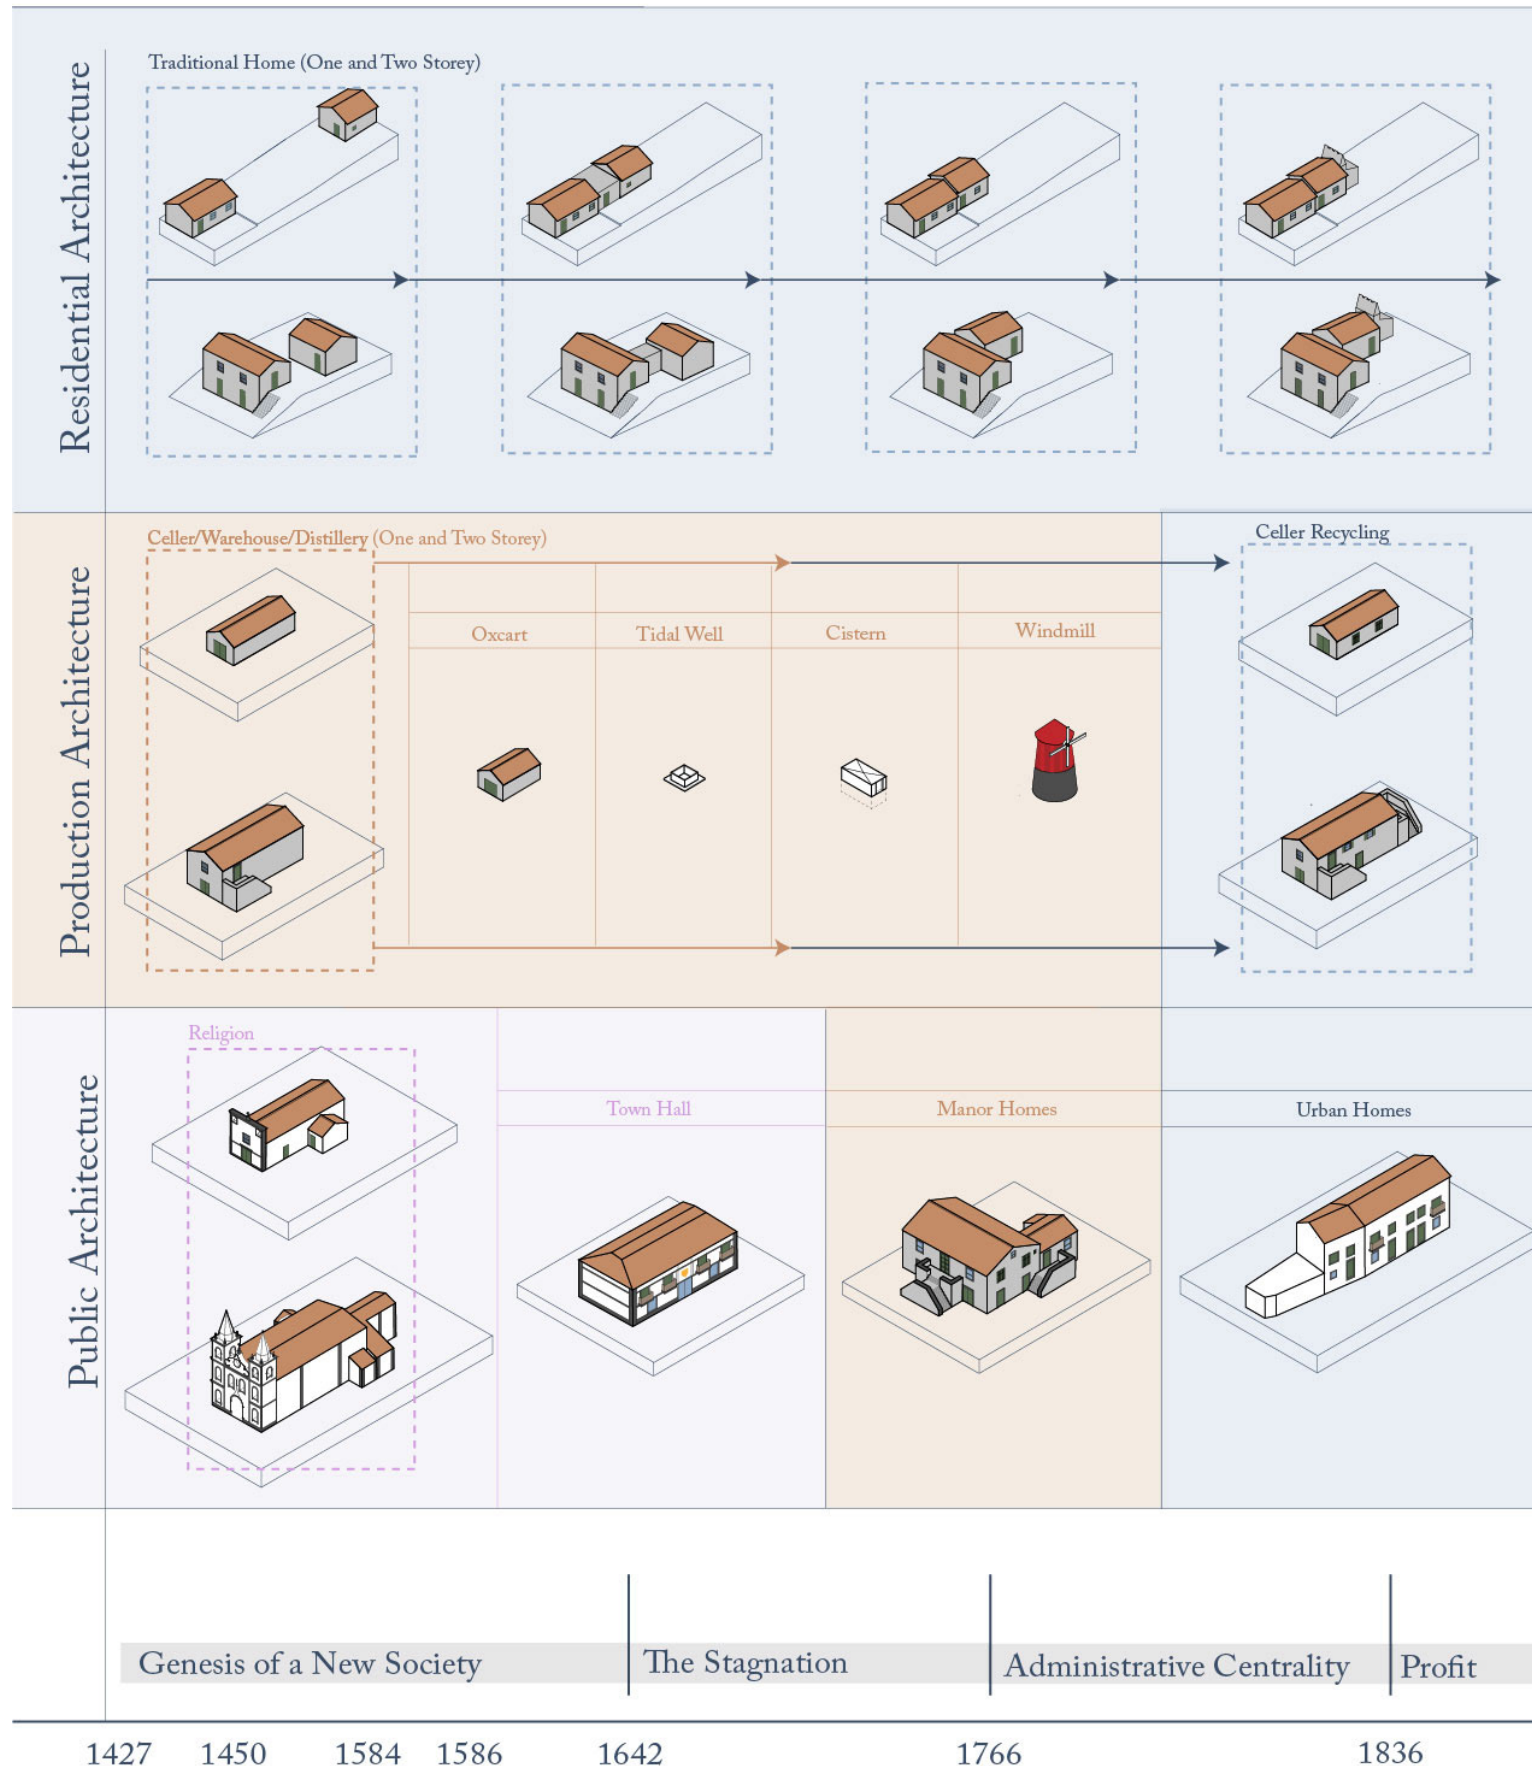 Residential Architecture
Traditional Home (One and Two Storey)
Production Architecture
Celler/Warehouse/Distillery (One and Two Storey)
Celler Recycling
Oxcart
Tidal Well
Cistern
Windmill
Public Architecture
Religion
Town Hall
Manor Homes
Urban Homes
Genesis of a New Society
The Stagnation
Administrative Centrality
Profit
1427
1450
1584
1586
1642
1766
1836